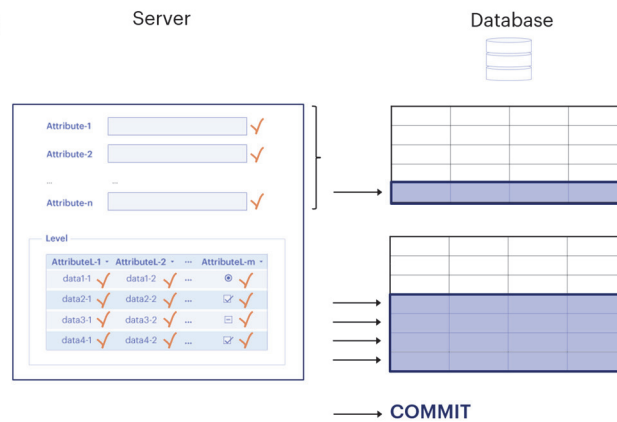 Server
Database
Attribute-1
Attribute-2
... ...
Attribute-n
Level
AttributeL-1 AttributeL-2 ... AttributeL-m
data1-1 data1-2 ...
data2-1 data2-2 ...
data3-1 data3-2 ...
data4-1 data4-2 ...
COMMIT